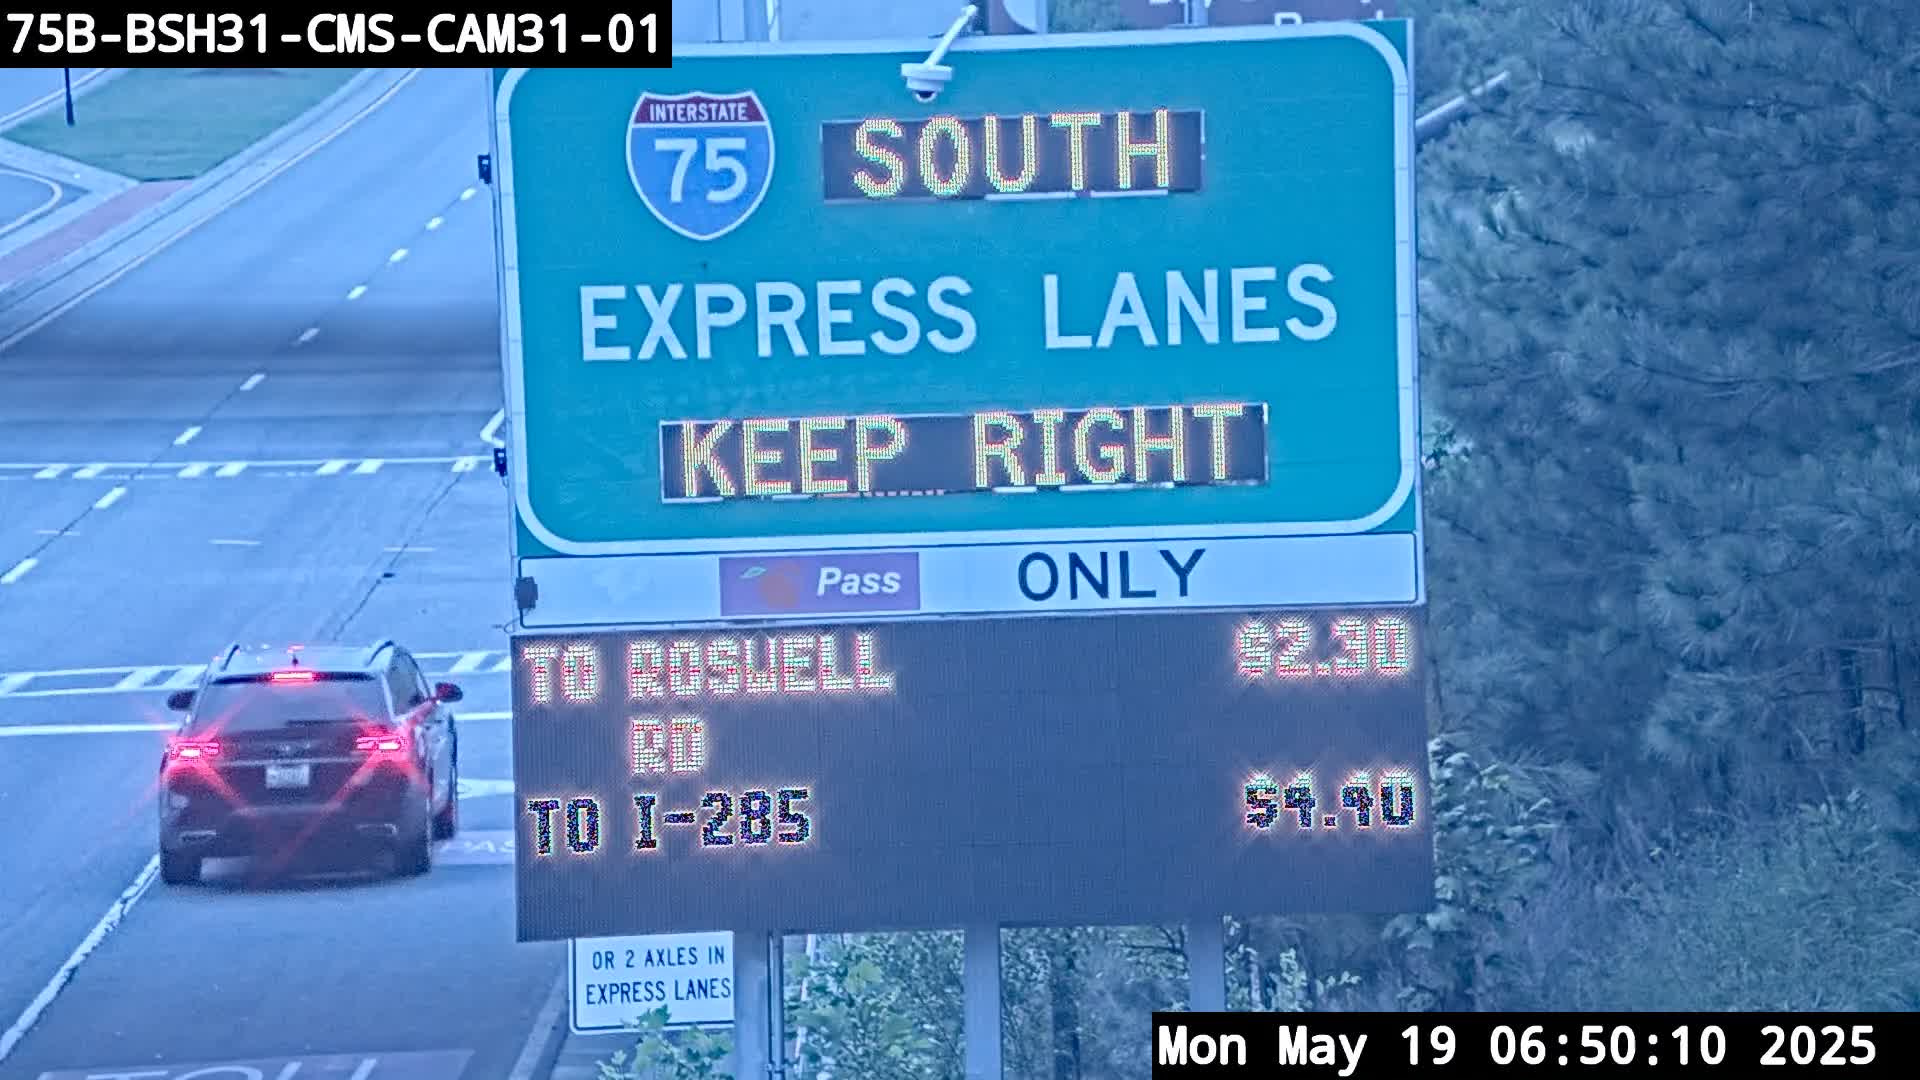 75B-BSH31-CMS-CAM31-01
INTERSTATE
75
SOUTH
EXPRESS LANES
KEEP RIGHT
Pass ONLY
TO ROSWELL $2.30
RD
TO I-285 $4.40
OR 2 AXLES IN
EXPRESS LANES
TOLL
Mon May 19 06:50:10 2025